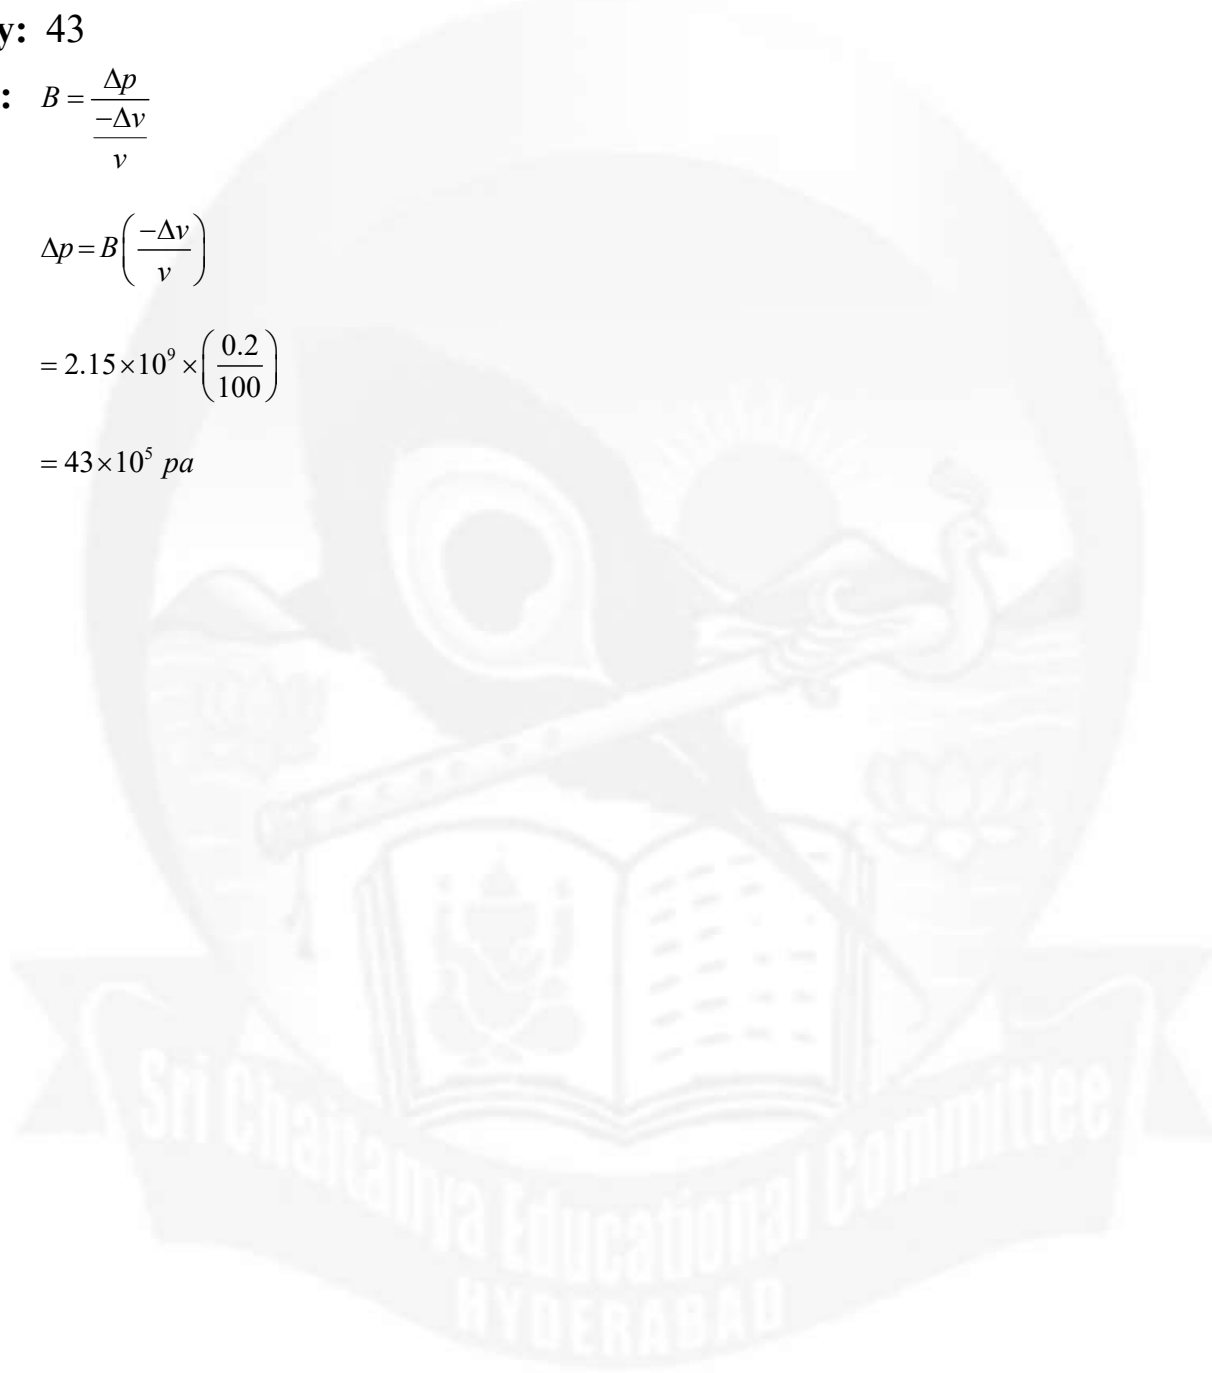 y: 43
: B = Δp / (−Δv / v)
Δp = B(−Δv / v)
= 2.15×10⁹ ×(0.2 / 100)
= 43×10⁵ pa
Sri Chaitanya Educational Committee
HYDERABAD